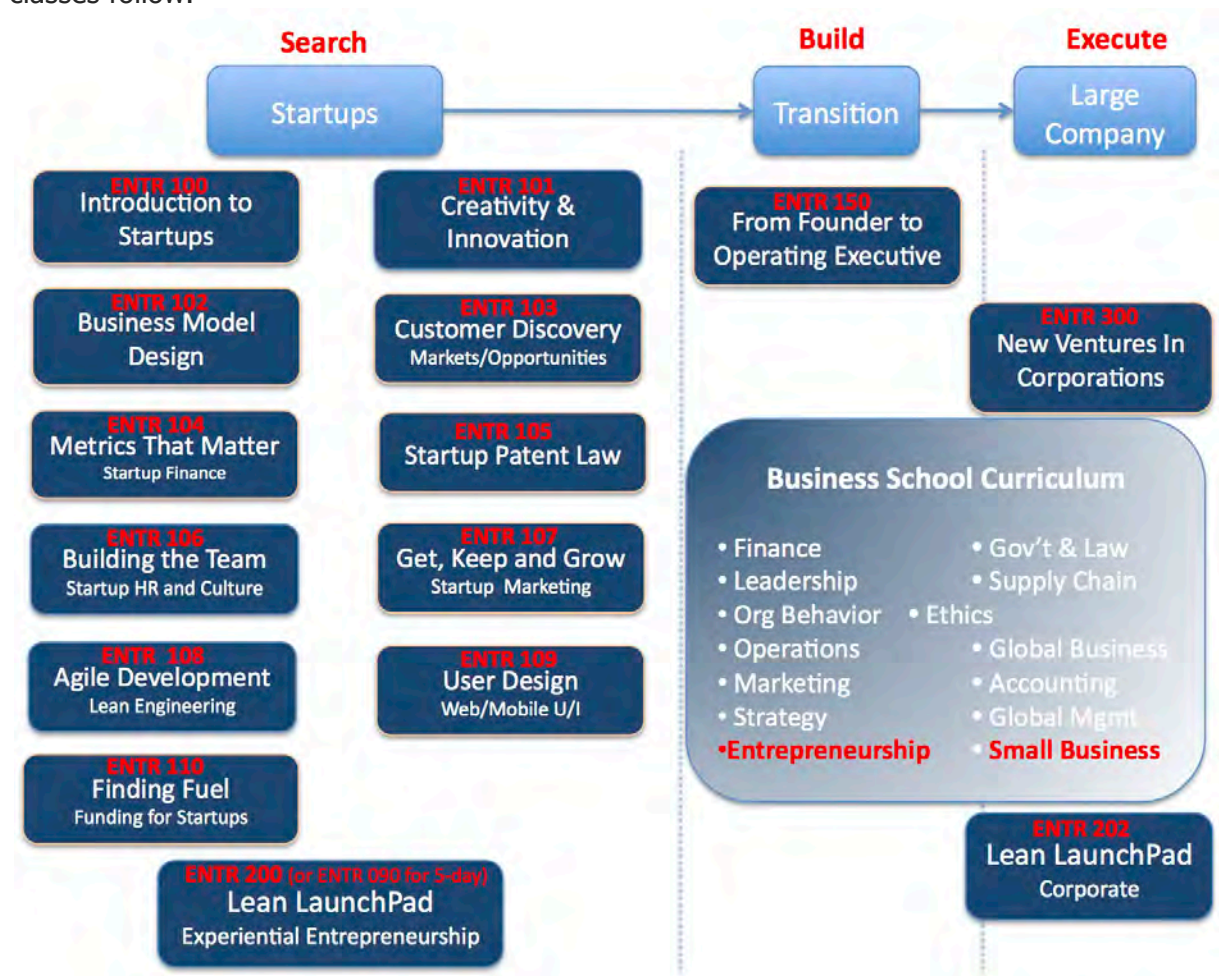 classes follow.
Search
Build
Execute
Startups
Transition
Large
Company
ENTR 100
Introduction to
Startups
ENTR 101
Creativity &
Innovation
ENTR 150
From Founder to
Operating Executive
ENTR 102
Business Model
Design
ENTR 103
Customer Discovery
Markets/Opportunities
ENTR 300
New Ventures In
Corporations
ENTR 104
Metrics That Matter
Startup Finance
ENTR 105
Startup Patent Law
ENTR 106
Building the Team
Startup HR and Culture
ENTR 107
Get, Keep and Grow
Startup Marketing
ENTR 108
Agile Development
Lean Engineering
ENTR 109
User Design
Web/Mobile U/I
ENTR 110
Finding Fuel
Funding for Startups
ENTR 200 (or ENTR 090 for 5-day)
Lean LaunchPad
Experiential Entrepreneurship
Business School Curriculum
• Finance
• Leadership
• Org Behavior • Ethics
• Operations
• Marketing
• Strategy
•Entrepreneurship
• Gov't & Law
• Supply Chain
• Global Business
• Accounting
• Global Mgmt
• Small Business
ENTR 202
Lean LaunchPad
Corporate